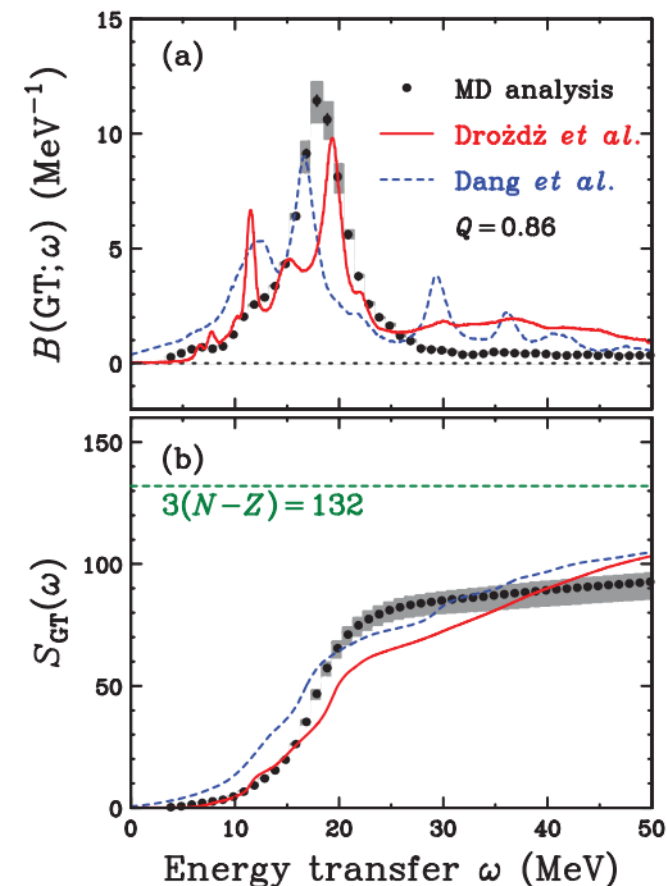 15
(a)
MD analysis
Drożdż et al.
Dang et al.
Q=0.86
10
5
0
B(GT;ω) (MeV⁻¹)
150
(b)
3(N−Z)=132
100
50
0
S_GT(ω)
0 10 20 30 40 50
Energy transfer ω (MeV)